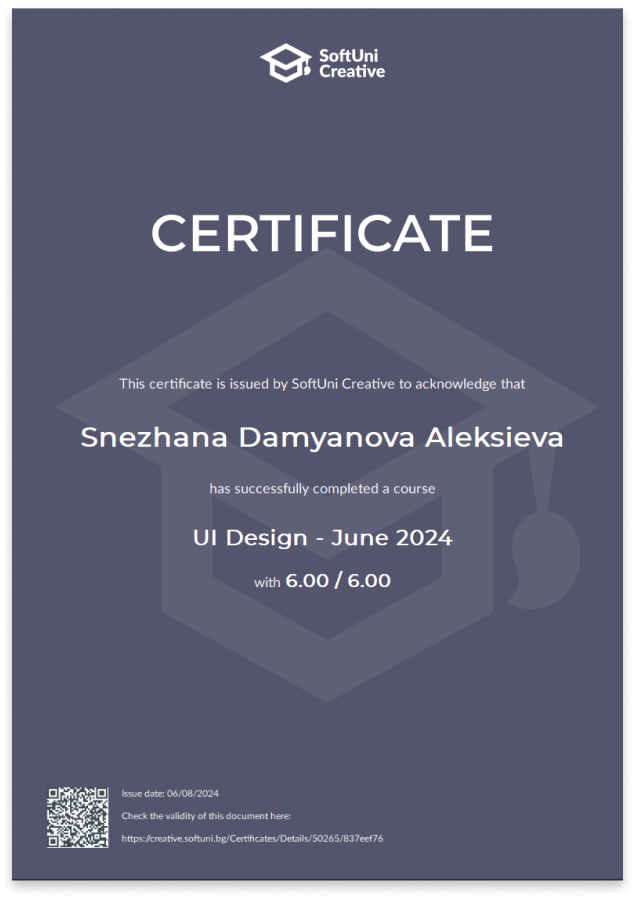 SoftUni
Creative
CERTIFICATE
This certificate is issued by SoftUni Creative to acknowledge that
Snezhana Damyanova Aleksieva
has successfully completed a course
UI Design - June 2024
with 6.00 / 6.00
Issue date: 06/08/2024
Check the validity of this document here:
https://creative.softuni.bg/Certificates/Details/50265/837eef76